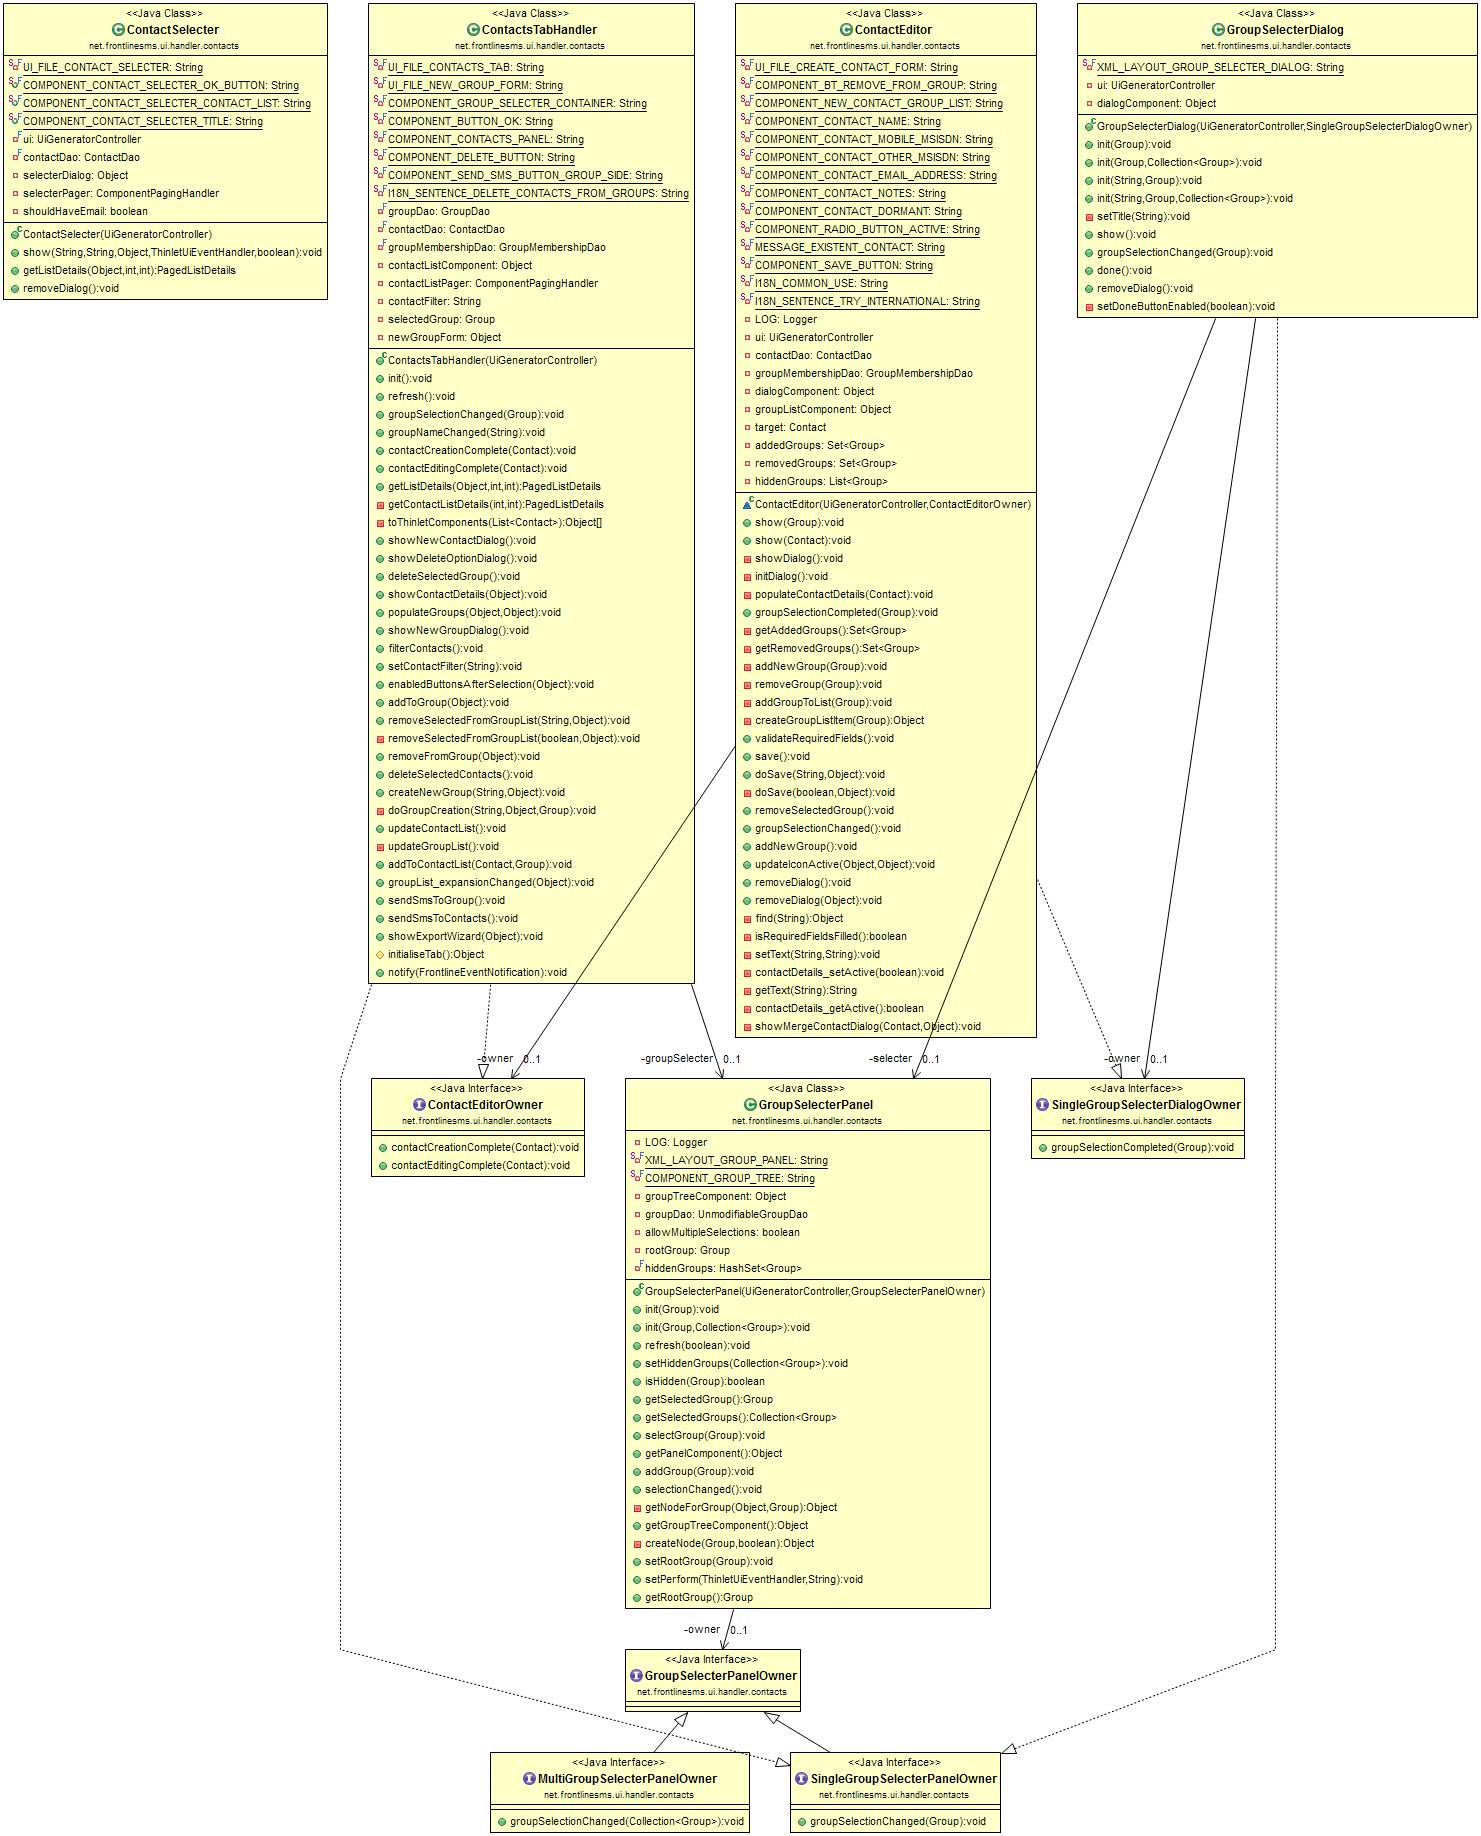 <<Java Class>>
ContactSelecter
net.frontlinesms.ui.handler.contacts
UI_FILE_CONTACT_SELECTER: String
COMPONENT_CONTACT_SELECTER_OK_BUTTON: String
COMPONENT_CONTACT_SELECTER_CONTACT_LIST: String
COMPONENT_CONTACT_SELECTER_TITLE: String
ui: UiGeneratorController
contactDao: ContactDao
selecterDialog: Object
selecterPager: ComponentPagingHandler
shouldHaveEmail: boolean
ContactSelecter(UiGeneratorController)
show(String,String,Object,ThinletUiEventHandler,boolean):void
getListDetails(Object,int,int):PagedListDetails
removeDialog():void
<<Java Class>>
ContactsTabHandler
net.frontlinesms.ui.handler.contacts
UI_FILE_CONTACTS_TAB: String
UI_FILE_NEW_GROUP_FORM: String
COMPONENT_GROUP_SELECTER_CONTAINER: String
COMPONENT_BUTTON_OK: String
COMPONENT_CONTACTS_PANEL: String
COMPONENT_DELETE_BUTTON: String
COMPONENT_SEND_SMS_BUTTON_GROUP_SIDE: String
I18N_SENTENCE_DELETE_CONTACTS_FROM_GROUPS: String
groupDao: GroupDao
contactDao: ContactDao
groupMembershipDao: GroupMembershipDao
contactListComponent: Object
contactListPager: ComponentPagingHandler
contactFilter: String
selectedGroup: Group
newGroupForm: Object
ContactsTabHandler(UiGeneratorController)
init():void
refresh():void
groupSelectionChanged(Group):void
groupNameChanged(String):void
contactCreationComplete(Contact):void
contactEditingComplete(Contact):void
getListDetails(Object,int,int):PagedListDetails
getContactListDetails(int,int):PagedListDetails
toThinletComponents(List<Contact>):Object[]
showNewContactDialog():void
showDeleteOptionDialog():void
deleteSelectedGroup():void
showContactDetails(Object):void
populateGroups(Object,Object):void
showNewGroupDialog():void
filterContacts():void
setContactFilter(String):void
enabledButtonsAfterSelection(Object):void
addToGroup(Object):void
removeSelectedFromGroupList(String,Object):void
removeSelectedFromGroupList(boolean,Object):void
removeFromGroup(Object):void
deleteSelectedContacts():void
createNewGroup(String,Object):void
doGroupCreation(String,Object,Group):void
updateContactList():void
updateGroupList():void
addToContactList(Contact,Group):void
groupList_expansionChanged(Object):void
sendSmsToGroup():void
sendSmsToContacts():void
showExportWizard(Object):void
initialiseTab():Object
notify(FrontlineEventNotification):void
<<Java Class>>
ContactEditor
net.frontlinesms.ui.handler.contacts
UI_FILE_CREATE_CONTACT_FORM: String
COMPONENT_BT_REMOVE_FROM_GROUP: String
COMPONENT_NEW_CONTACT_GROUP_LIST: String
COMPONENT_CONTACT_NAME: String
COMPONENT_CONTACT_MOBILE_MSISDN: String
COMPONENT_CONTACT_OTHER_MSISDN: String
COMPONENT_CONTACT_EMAIL_ADDRESS: String
COMPONENT_CONTACT_NOTES: String
COMPONENT_CONTACT_DORMANT: String
COMPONENT_RADIO_BUTTON_ACTIVE: String
MESSAGE_EXISTENT_CONTACT: String
COMPONENT_SAVE_BUTTON: String
I18N_COMMON_USE: String
I18N_SENTENCE_TRY_INTERNATIONAL: String
LOG: Logger
ui: UiGeneratorController
contactDao: ContactDao
groupMembershipDao: GroupMembershipDao
dialogComponent: Object
groupListComponent: Object
target: Contact
addedGroups: Set<Group>
removedGroups: Set<Group>
hiddenGroups: List<Group>
ContactEditor(UiGeneratorController,ContactEditorOwner)
show(Group):void
show(Contact):void
showDialog():void
initDialog():void
populateContactDetails(Contact):void
groupSelectionCompleted(Group):void
getAddedGroups():Set<Group>
getRemovedGroups():Set<Group>
addNewGroup(Group):void
removeGroup(Group):void
addGroupToList(Group):void
createGroupListItem(Group):Object
validateRequiredFields():void
save():void
doSave(String,Object):void
doSave(boolean,Object):void
removeSelectedGroup():void
groupSelectionChanged():void
addNewGroup():void
updateIconActive(Object,Object):void
removeDialog():void
removeDialog(Object):void
find(String):Object
isRequiredFieldsFilled():boolean
setText(String,String):void
contactDetails_setActive(boolean):void
getText(String):String
contactDetails_getActive():boolean
showMergeContactDialog(Contact,Object):void
<<Java Class>>
GroupSelecterDialog
net.frontlinesms.ui.handler.contacts
XML_LAYOUT_GROUP_SELECTER_DIALOG: String
ui: UiGeneratorController
dialogComponent: Object
GroupSelecterDialog(UiGeneratorController,SingleGroupSelecterDialogOwner)
init(Group):void
init(Group,Collection<Group>):void
init(String,Group):void
init(String,Group,Collection<Group>):void
setTitle(String):void
show():void
groupSelectionChanged(Group):void
done():void
removeDialog():void
setDoneButtonEnabled(boolean):void
-owner 0..1
-groupSelecter 0..1
-selecter 0..1
-owner 0..1
<<Java Interface>>
ContactEditorOwner
net.frontlinesms.ui.handler.contacts
contactCreationComplete(Contact):void
contactEditingComplete(Contact):void
<<Java Class>>
GroupSelecterPanel
net.frontlinesms.ui.handler.contacts
LOG: Logger
XML_LAYOUT_GROUP_PANEL: String
COMPONENT_GROUP_TREE: String
groupTreeComponent: Object
groupDao: UnmodifiableGroupDao
allowMultipleSelections: boolean
rootGroup: Group
hiddenGroups: HashSet<Group>
GroupSelecterPanel(UiGeneratorController,GroupSelecterPanelOwner)
init(Group):void
init(Group,Collection<Group>):void
refresh(boolean):void
setHiddenGroups(Collection<Group>):void
isHidden(Group):boolean
getSelectedGroup():Group
getSelectedGroups():Collection<Group>
selectGroup(Group):void
getPanelComponent():Object
addGroup(Group):void
selectionChanged():void
getNodeForGroup(Object,Group):Object
getGroupTreeComponent():Object
createNode(Group,boolean):Object
setRootGroup(Group):void
setPerform(ThinletUiEventHandler,String):void
getRootGroup():Group
<<Java Interface>>
SingleGroupSelecterDialogOwner
net.frontlinesms.ui.handler.contacts
groupSelectionCompleted(Group):void
-owner 0..1
<<Java Interface>>
GroupSelecterPanelOwner
net.frontlinesms.ui.handler.contacts
<<Java Interface>>
MultiGroupSelecterPanelOwner
net.frontlinesms.ui.handler.contacts
groupSelectionChanged(Collection<Group>):void
<<Java Interface>>
SingleGroupSelecterPanelOwner
net.frontlinesms.ui.handler.contacts
groupSelectionChanged(Group):void